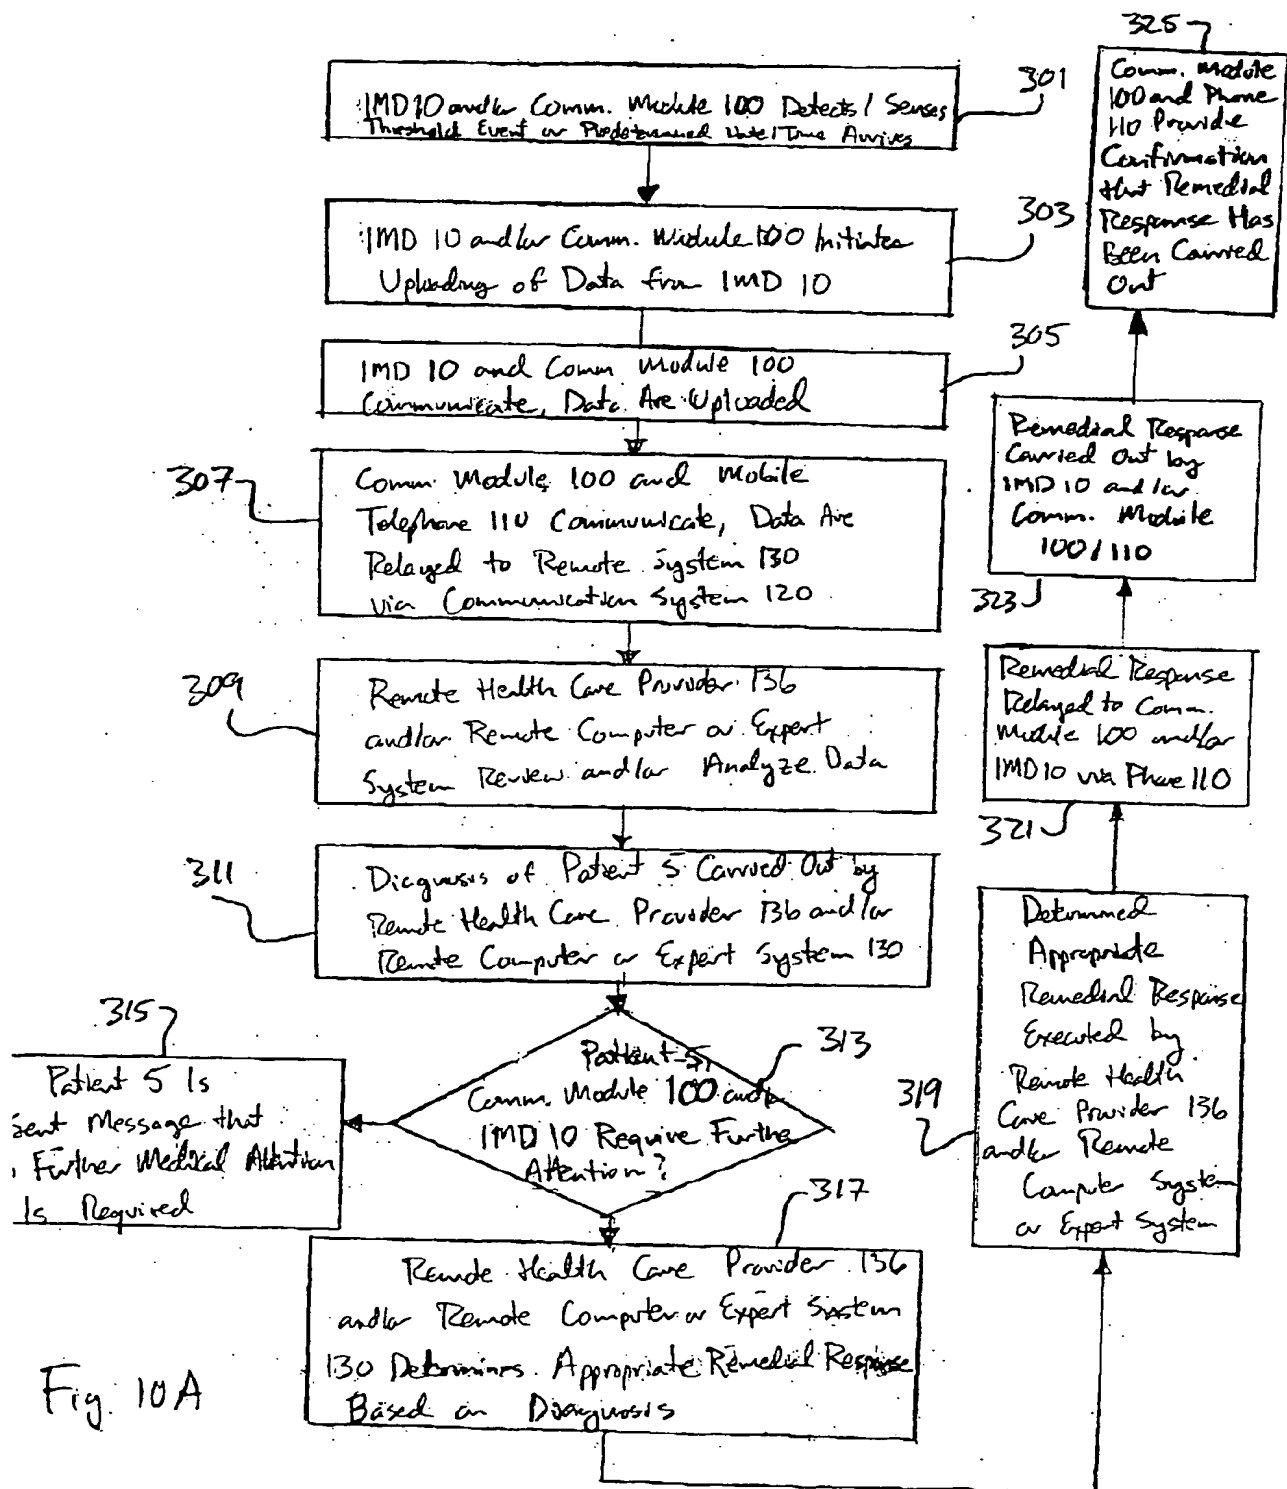 301
IMD 10 and/or Comm. Module 100 Detects / Senses
Threshold Event or Predetermined Date/Time Arrives
303
IMD 10 and/or Comm. Module 100 Initiates
Uploading of Data from IMD 10
305
IMD 10 and Comm Module 100
Communicate, Data Are Uploaded
307
Comm. Module 100 and Mobile
Telephone 110 Communicate, Data Are
Relayed to Remote System 130
via Communication System 120
309
Remote Health Care Provider 136
and/or Remote Computer or Expert
System Review and/or Analyze Data
311
Diagnosis of Patient 5 Carried Out by
Remote Health Care Provider 136 and/or
Remote Computer or Expert System 130
313
Patient 5,
Comm. Module 100 and/or
IMD 10 Require Further
Attention?
315
Patient 5 Is
Sent Message that
Further Medical Attention
Is Required
317
Remote Health Care Provider 136
and/or Remote Computer or Expert System
130 Determines Appropriate Remedial Response
Based on Diagnosis
319
Determined
Appropriate
Remedial Response
Executed by
Remote Health
Care Provider 136
and/or Remote
Computer System
or Expert System
321
Remedial Response
Relayed to Comm.
Module 100 and/or
IMD 10 via Phone 110
323
Remedial Response
Carried Out by
IMD 10 and/or
Comm. Module
100/110
325
Comm. Module
100 and Phone
110 Provide
Confirmation
that Remedial
Response Has
Been Carried
Out
Fig. 10A